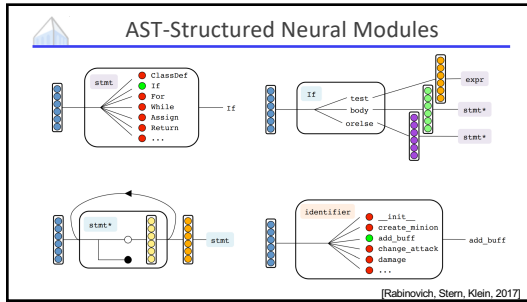 AST-Structured Neural Modules
stmt
ClassDef
If
For
While
Assign
Return
...
If
If
test
body
orelse
expr
stmt*
stmt*
stmt*
stmt
identifier
__init__
create_minion
add_buff
change_attack
damage
...
add_buff
[Rabinovich, Stern, Klein, 2017]